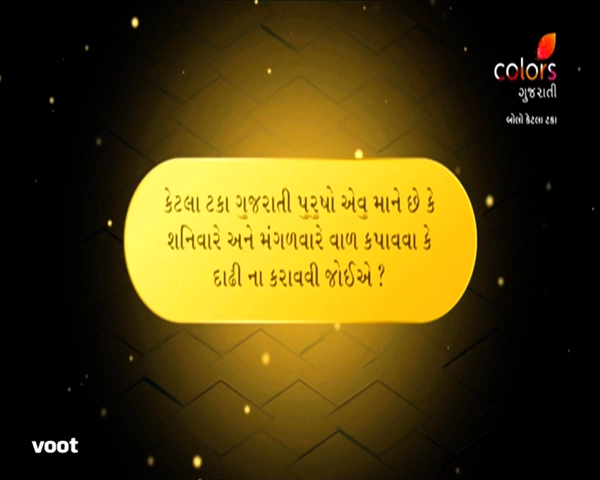 colors
ગુજરાતી
બોલો કેટલા ટકા
કેટલા ટકા ગુજરાતી પુરુષો એવુ માને છે કે
શનિવારે અને મંગળવારે વાળ કપાવવા કે
દાઢી ના કરાવવી જોઈએ ?
voot